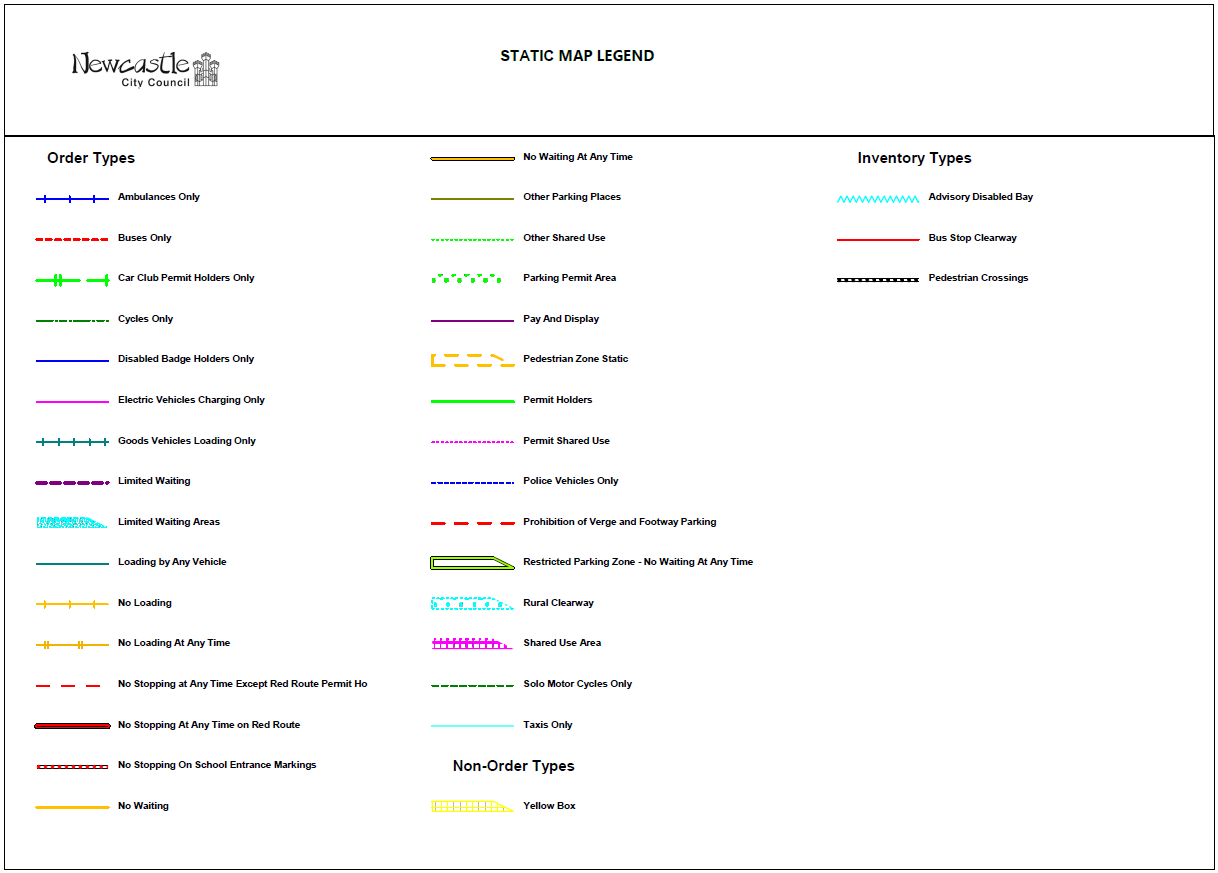 Newcastle
City Council
STATIC MAP LEGEND
Order Types
Ambulances Only
Buses Only
Car Club Permit Holders Only
Cycles Only
Disabled Badge Holders Only
Electric Vehicles Charging Only
Goods Vehicles Loading Only
Limited Waiting
Limited Waiting Areas
Loading by Any Vehicle
No Loading
No Loading At Any Time
No Stopping at Any Time Except Red Route Permit Ho
No Stopping At Any Time on Red Route
No Stopping On School Entrance Markings
No Waiting
No Waiting At Any Time
Other Parking Places
Other Shared Use
Parking Permit Area
Pay And Display
Pedestrian Zone Static
Permit Holders
Permit Shared Use
Police Vehicles Only
Prohibition of Verge and Footway Parking
Restricted Parking Zone - No Waiting At Any Time
Rural Clearway
Shared Use Area
Solo Motor Cycles Only
Taxis Only
Non-Order Types
Yellow Box
Inventory Types
Advisory Disabled Bay
Bus Stop Clearway
Pedestrian Crossings